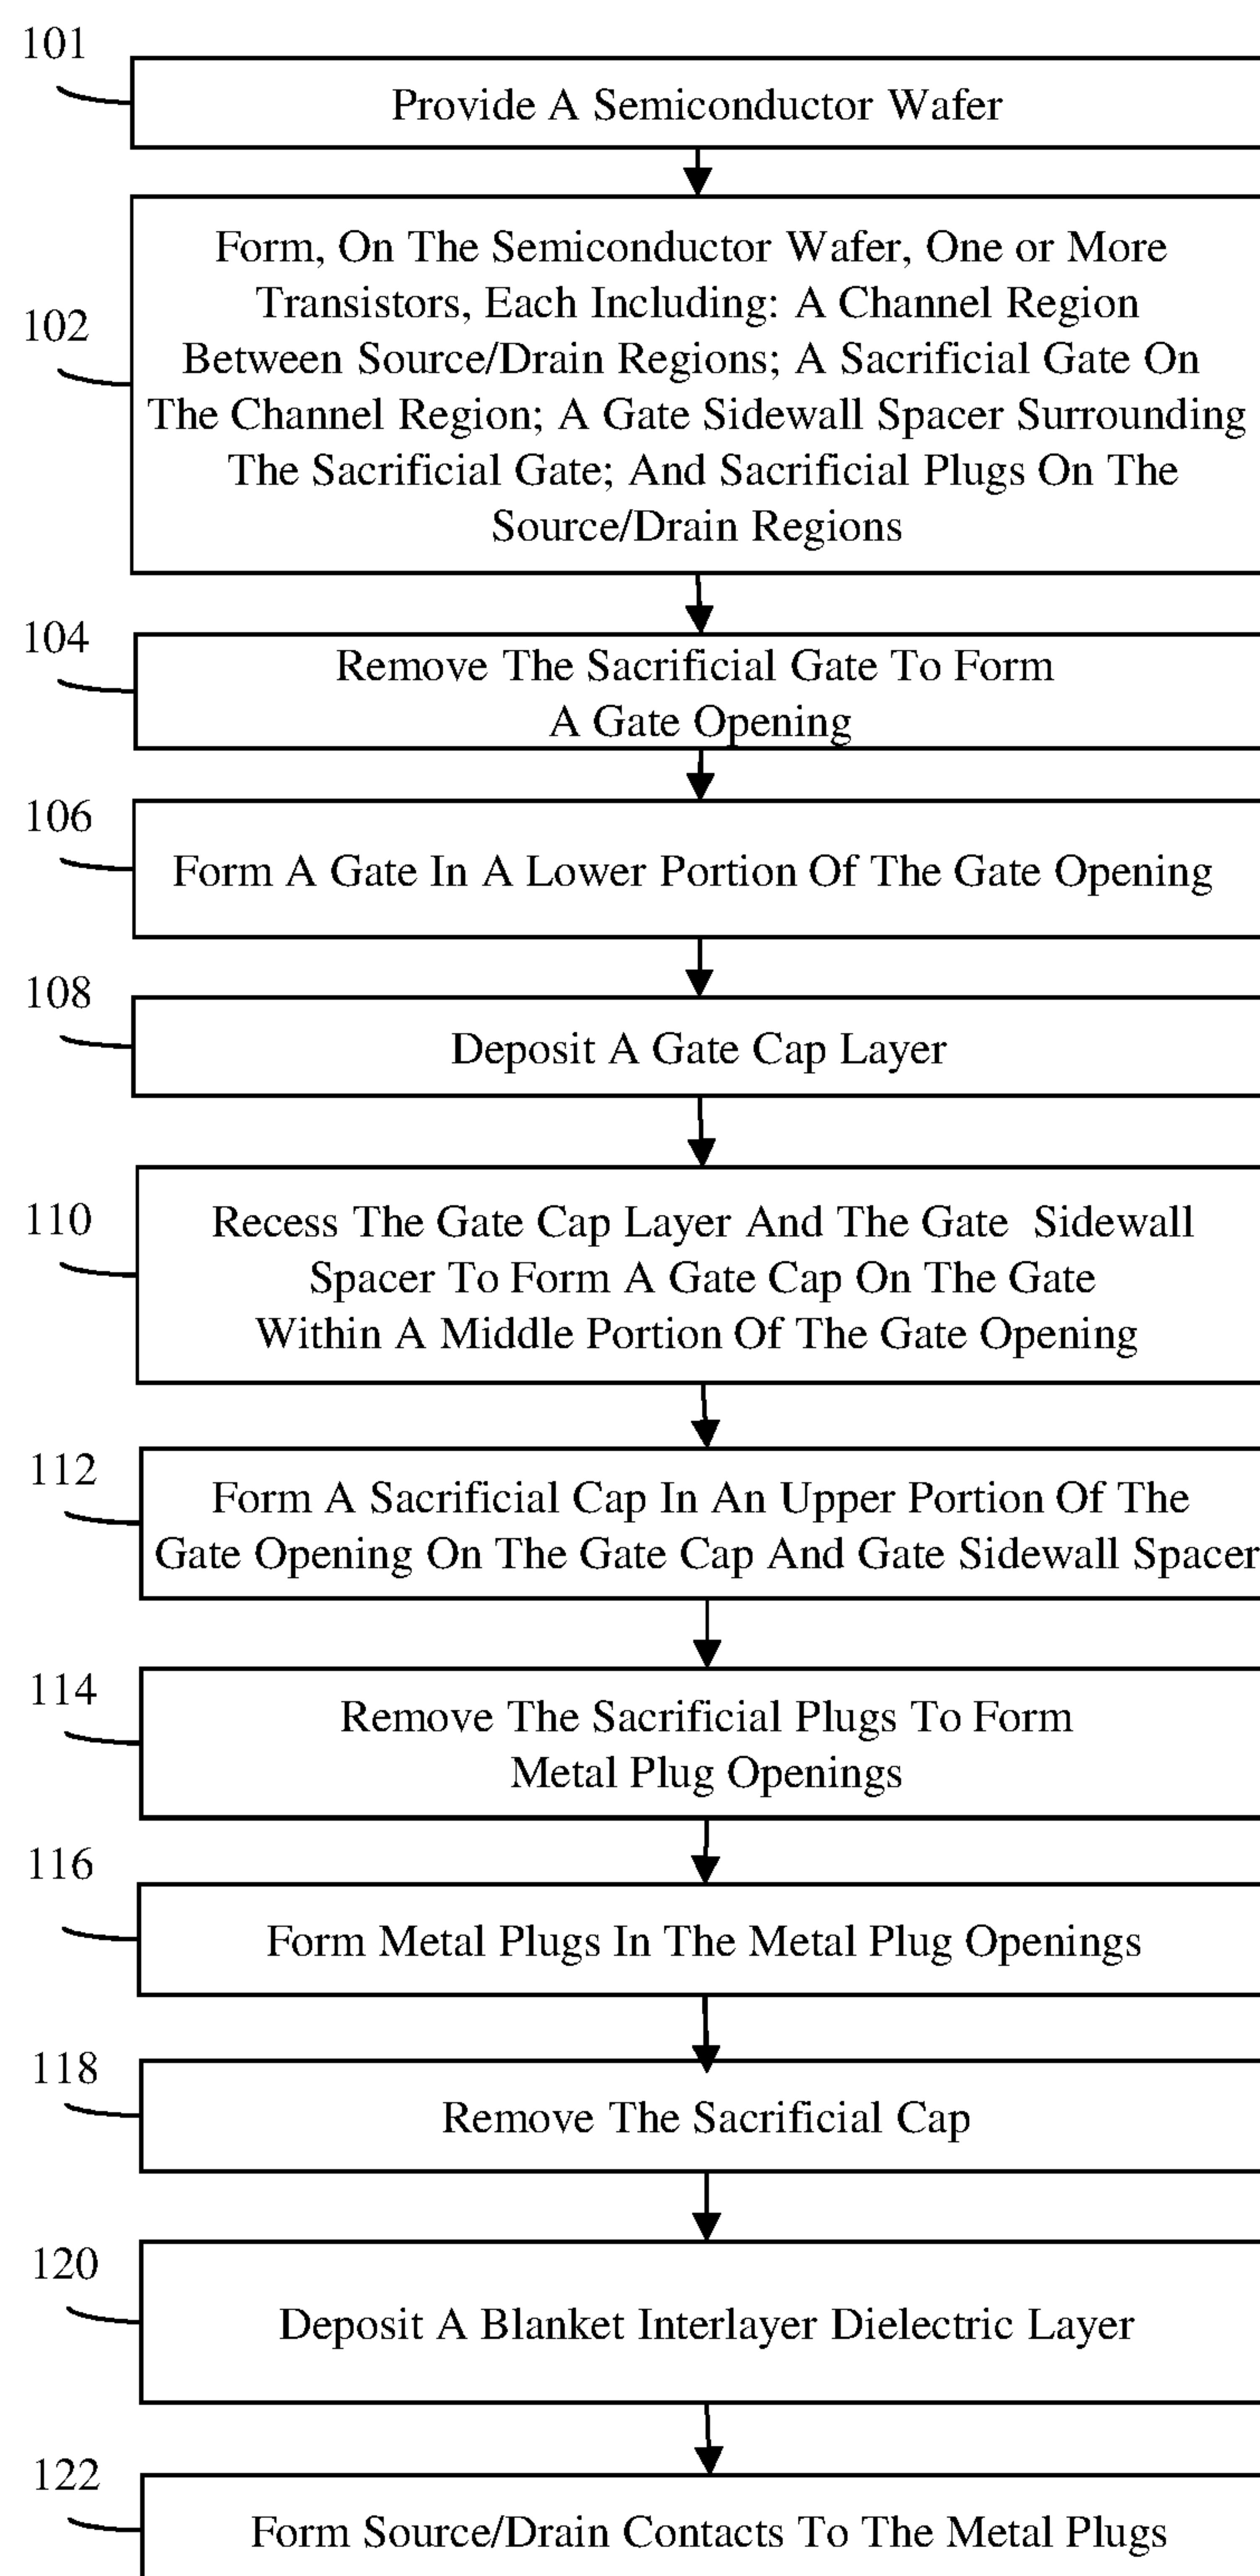 101
Provide A Semiconductor Wafer
102
Form, On The Semiconductor Wafer, One or More
Transistors, Each Including: A Channel Region
Between Source/Drain Regions; A Sacrificial Gate On
The Channel Region; A Gate Sidewall Spacer Surrounding
The Sacrificial Gate; And Sacrificial Plugs On The
Source/Drain Regions
104
Remove The Sacrificial Gate To Form
A Gate Opening
106
Form A Gate In A Lower Portion Of The Gate Opening
108
Deposit A Gate Cap Layer
110
Recess The Gate Cap Layer And The Gate Sidewall
Spacer To Form A Gate Cap On The Gate
Within A Middle Portion Of The Gate Opening
112
Form A Sacrificial Cap In An Upper Portion Of The
Gate Opening On The Gate Cap And Gate Sidewall Spacer
114
Remove The Sacrificial Plugs To Form
Metal Plug Openings
116
Form Metal Plugs In The Metal Plug Openings
118
Remove The Sacrificial Cap
120
Deposit A Blanket Interlayer Dielectric Layer
122
Form Source/Drain Contacts To The Metal Plugs